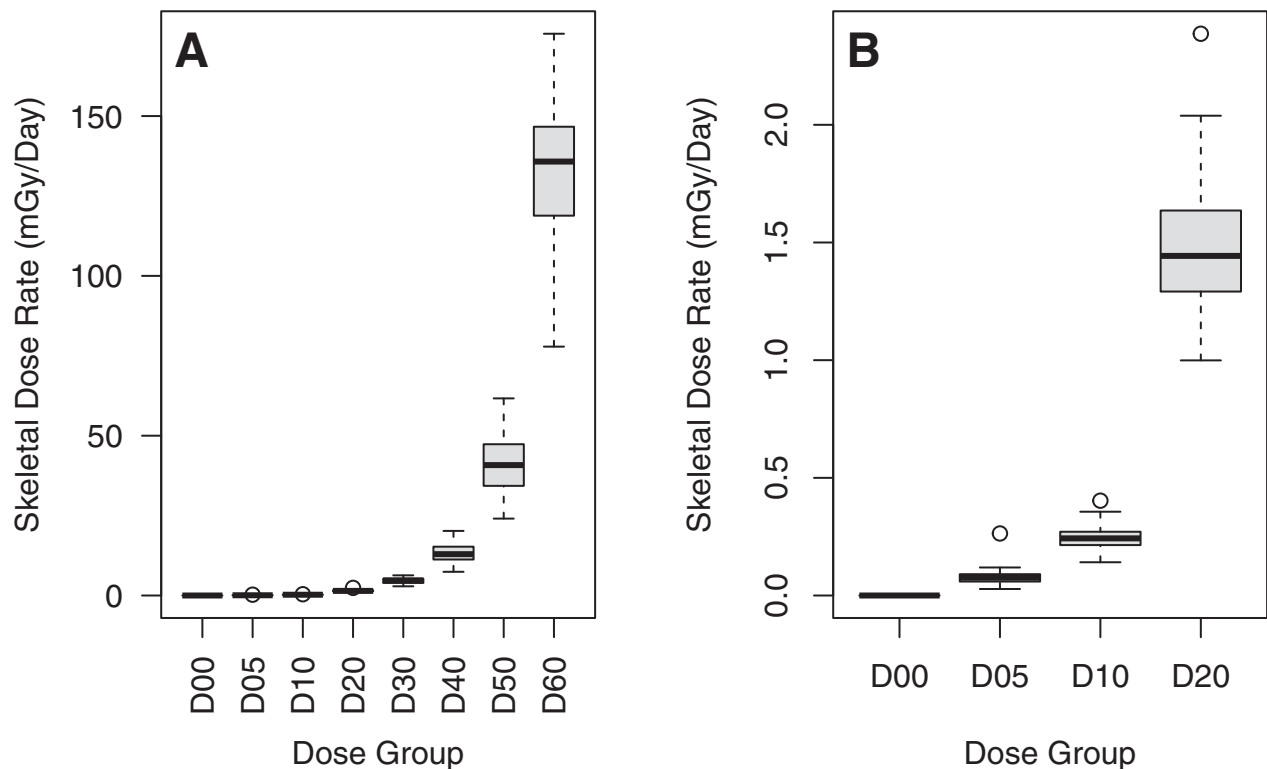 A
Skeletal Dose Rate (mGy/Day)
150
100
50
0
D00 D05 D10 D20 D30 D40 D50 D60
Dose Group
B
Skeletal Dose Rate (mGy/Day)
2.0
1.5
1.0
0.5
0.0
D00 D05 D10 D20
Dose Group